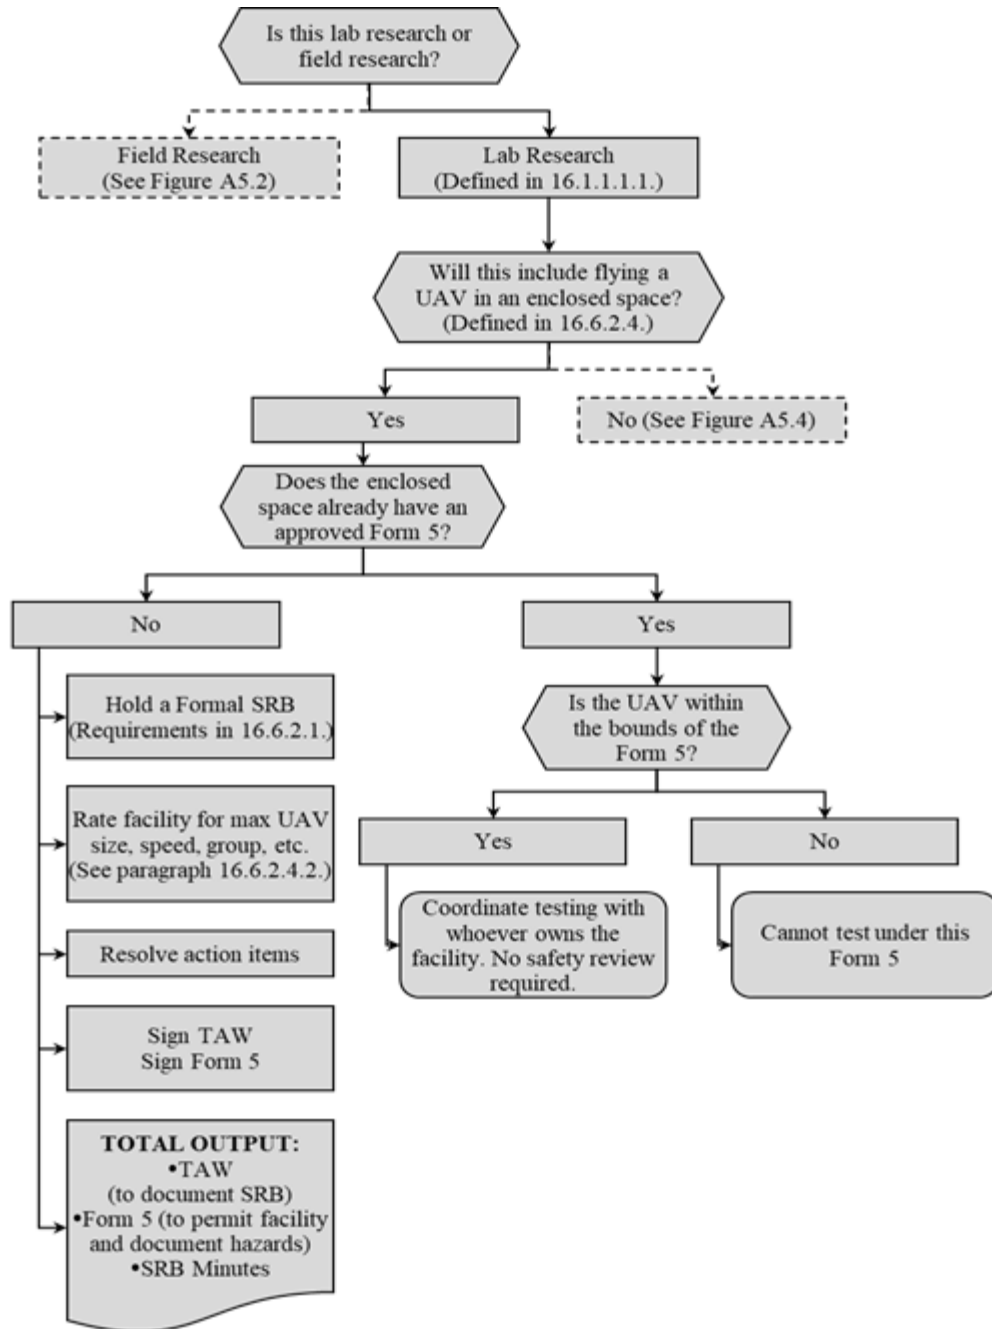 Is this lab research or
field research?
Field Research
(See Figure A5.2)
Lab Research
(Defined in 16.1.1.1.1.)
Will this include flying a
UAV in an enclosed space?
(Defined in 16.6.2.4.)
Yes
No (See Figure A5.4)
Does the enclosed
space already have an
approved Form 5?
No
Yes
Hold a Formal SRB
(Requirements in 16.6.2.1.)
Is the UAV within
the bounds of the
Form 5?
Rate facility for max UAV
size, speed, group, etc.
(See paragraph 16.6.2.4.2.)
Yes
No
Coordinate testing with
whoever owns the
facility. No safety review
required.
Cannot test under this
Form 5
Resolve action items
Sign TAW
Sign Form 5
TOTAL OUTPUT:
•TAW
(to document SRB)
•Form 5 (to permit facility
and document hazards)
•SRB Minutes